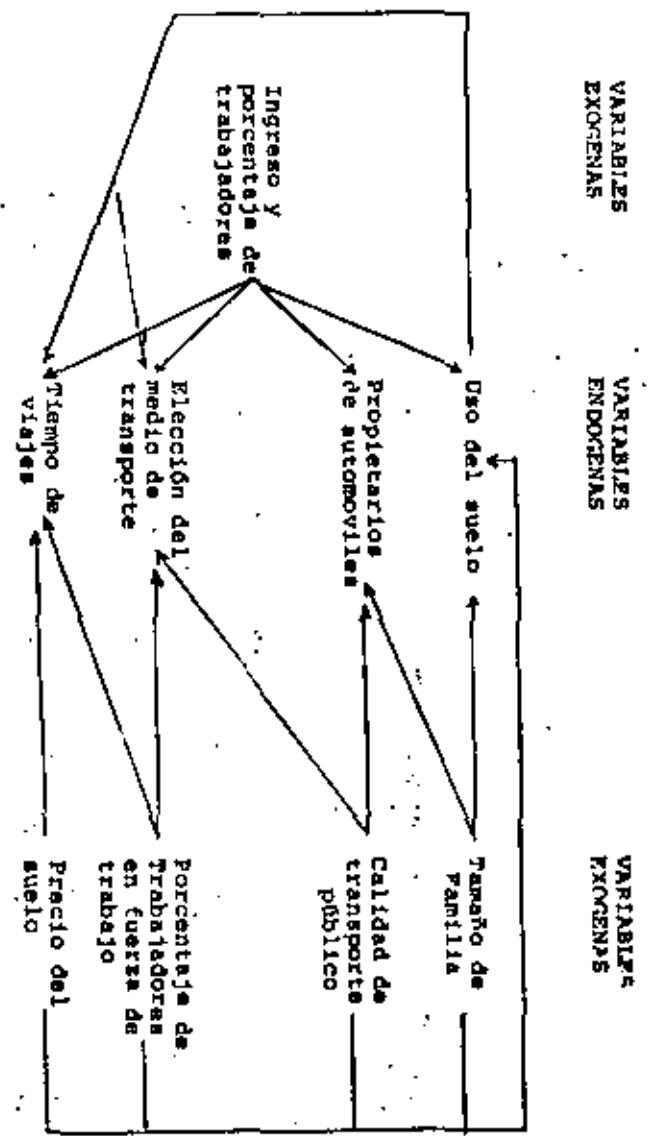 VARIABLES
EXOGENAS
VARIABLES
ENDOGENAS
VARIABLES
EXOGENAS
Ingreso y
porcentaje de
trabajadores
Uso del suelo
Propietarios
de automoviles
Elección del
medio de
transporte
Tiempo de
viajes
Tamaño de
Familia
Calidad de
transporte
público
Porcentaje de
Trabajadores
en fuerza de
trabajo
Precio del
suelo